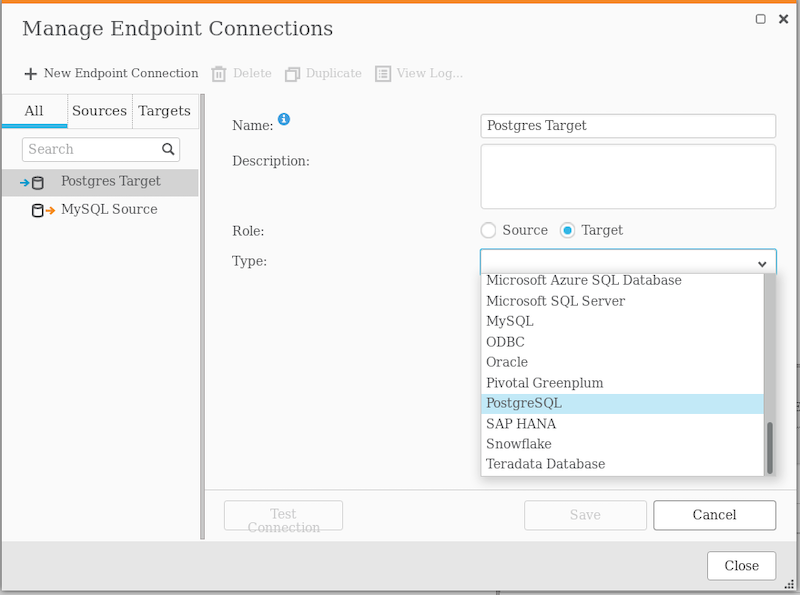 Manage Endpoint Connections
New Endpoint Connection Delete Duplicate View Log...
All Sources Targets
Search
Postgres Target
MySQL Source
Name: Postgres Target
Description:
Role: Source Target
Type:
Microsoft Azure SQL Database
Microsoft SQL Server
MySQL
ODBC
Oracle
Pivotal Greenplum
PostgreSQL
SAP HANA
Snowflake
Teradata Database
Test
Connection
Save Cancel
Close